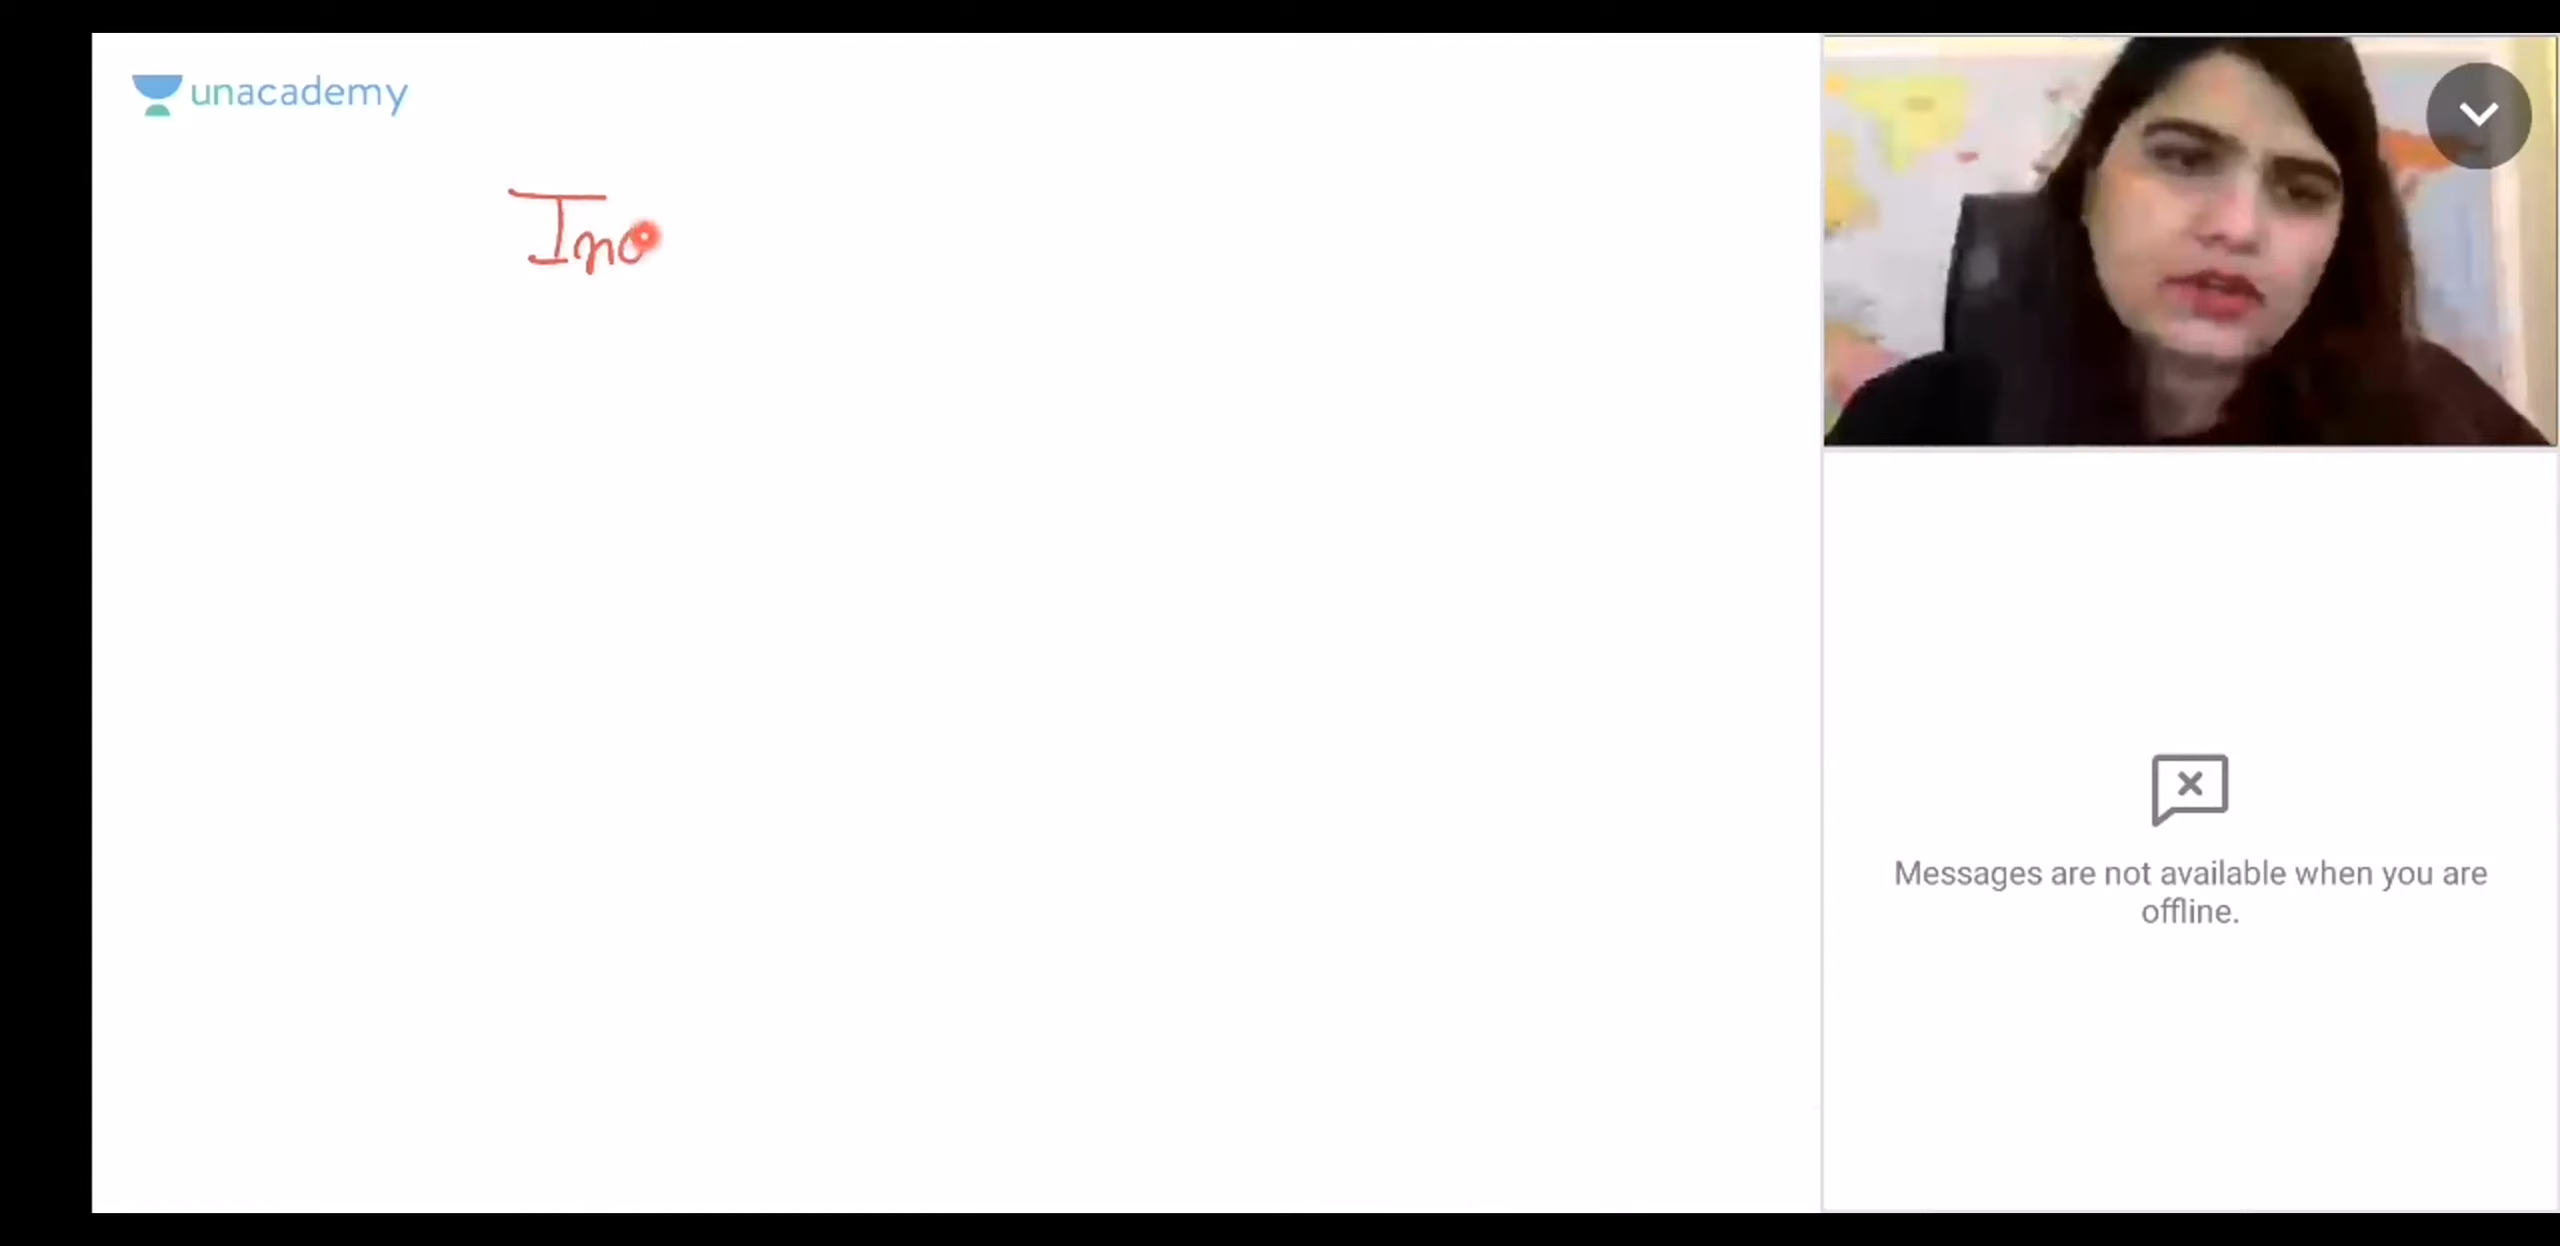 unacademy
Ino
Messages are not available when you are
offline.